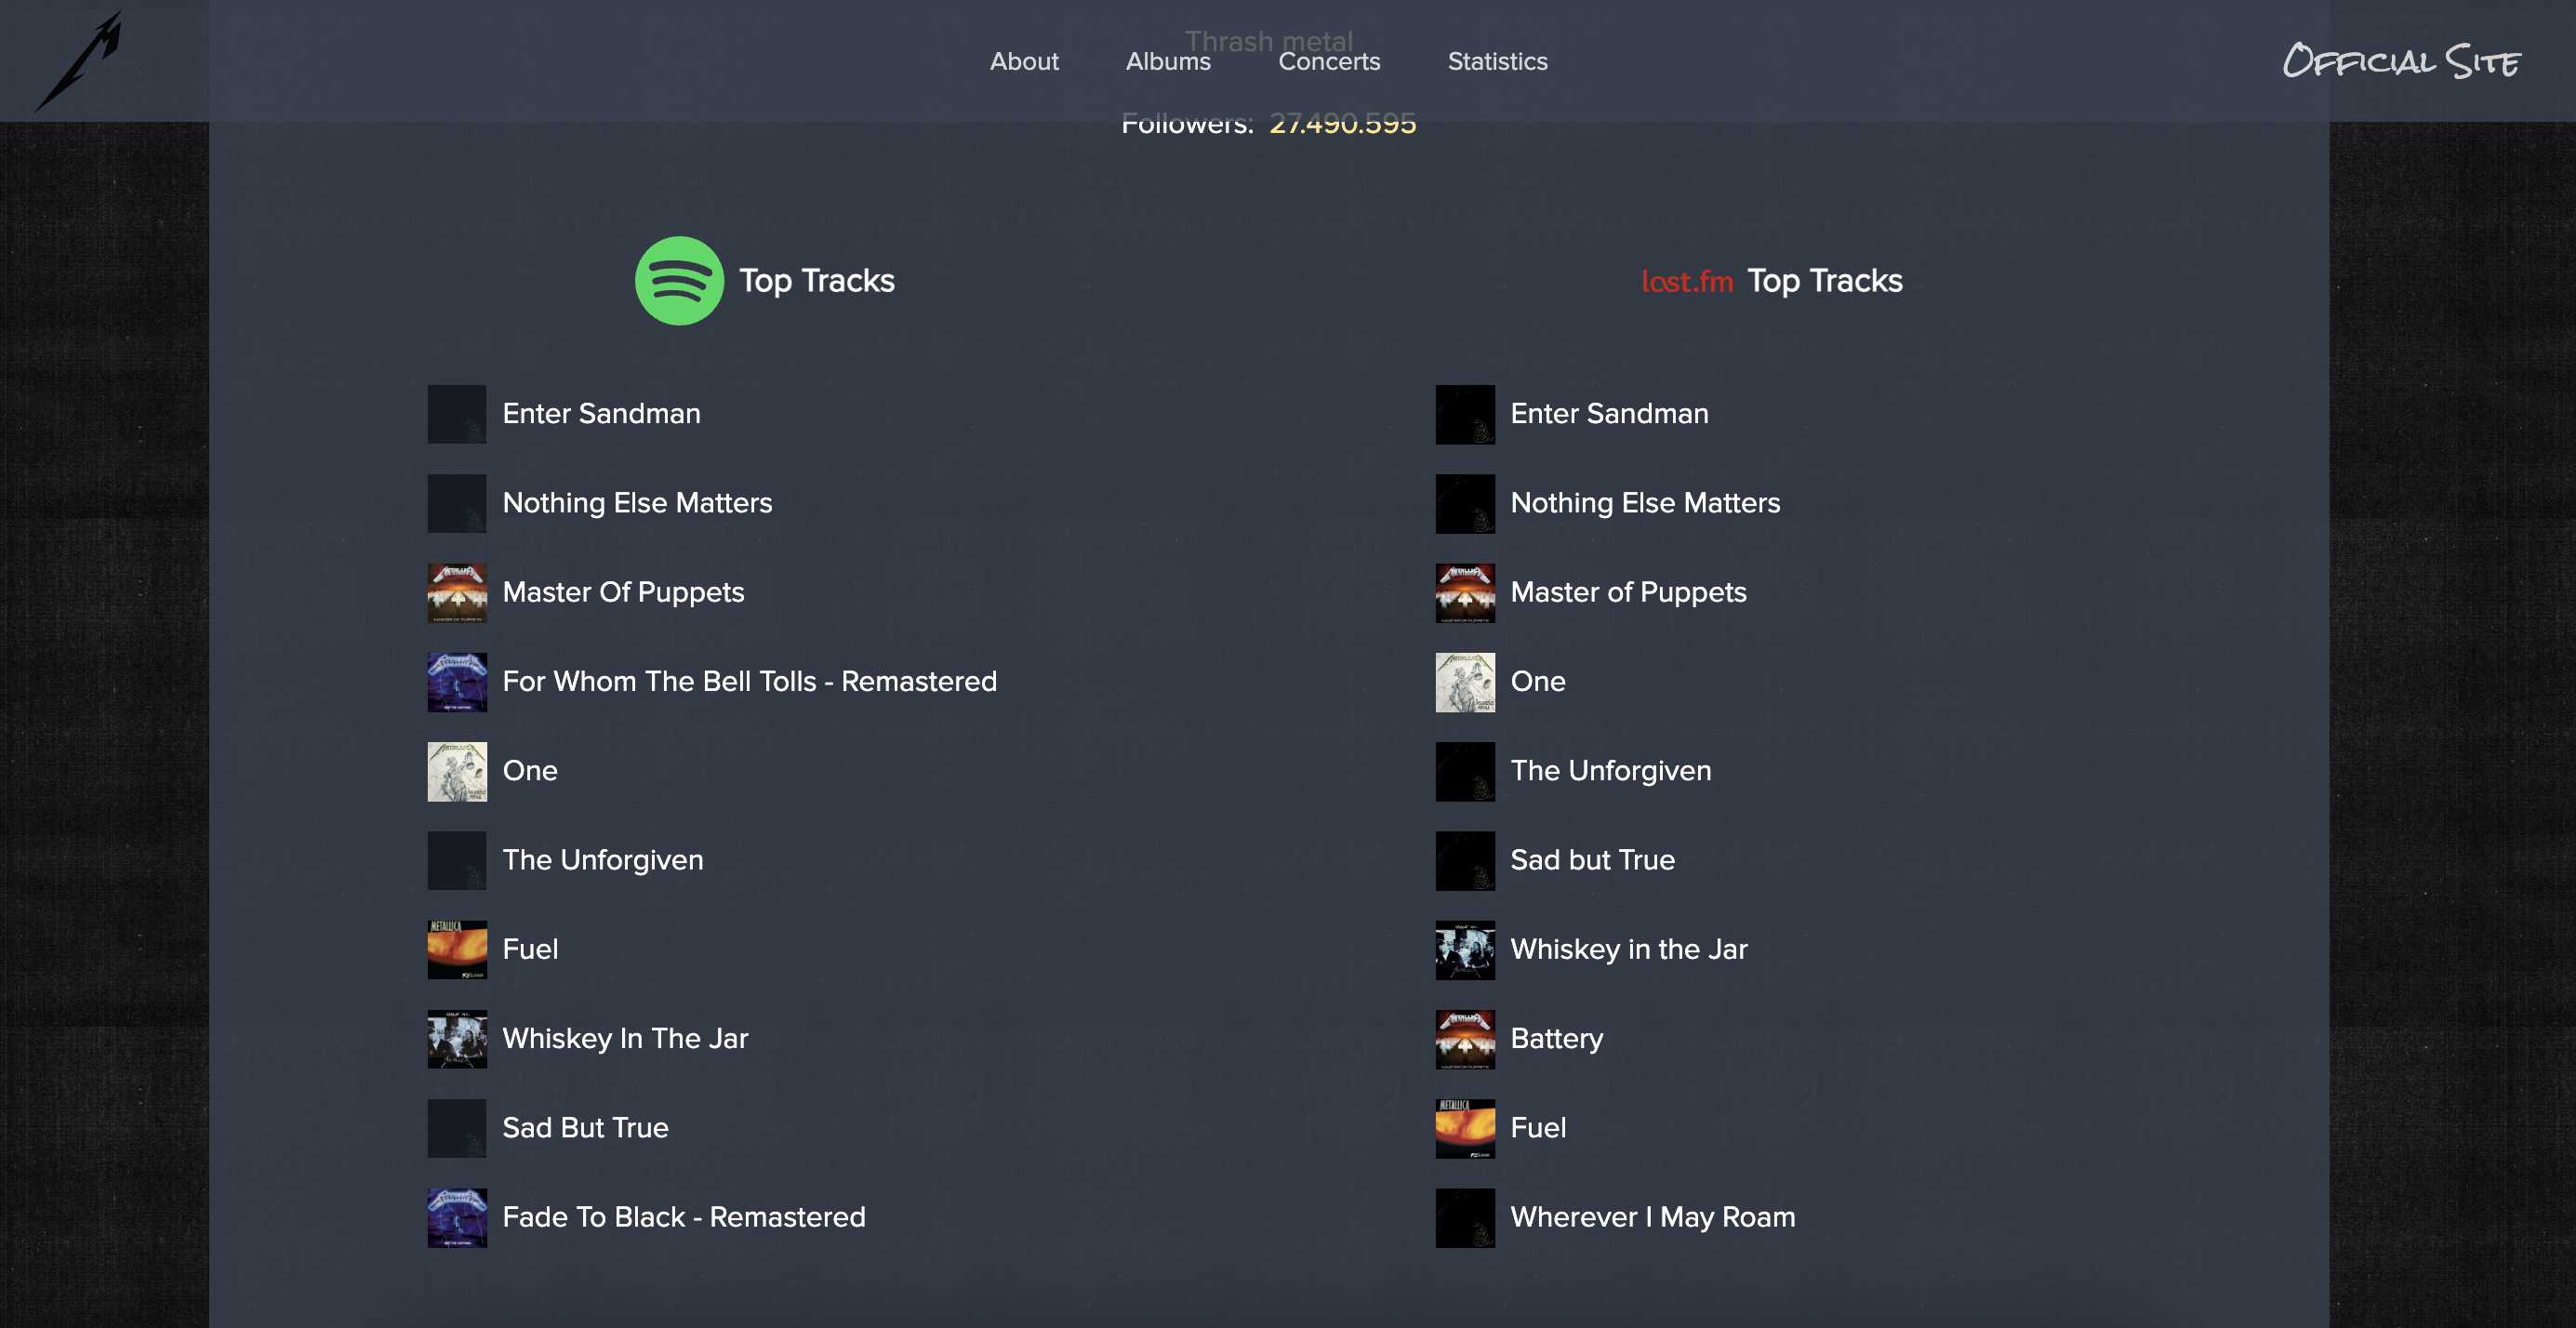 Thrash metal
About Albums Concerts Statistics
Official Site
Followers: 27.490.595
Top Tracks
last.fm Top Tracks
Enter Sandman
Nothing Else Matters
Master Of Puppets
For Whom The Bell Tolls - Remastered
One
The Unforgiven
Fuel
Whiskey In The Jar
Sad But True
Fade To Black - Remastered
Enter Sandman
Nothing Else Matters
Master of Puppets
One
The Unforgiven
Sad but True
Whiskey in the Jar
Battery
Fuel
Wherever I May Roam